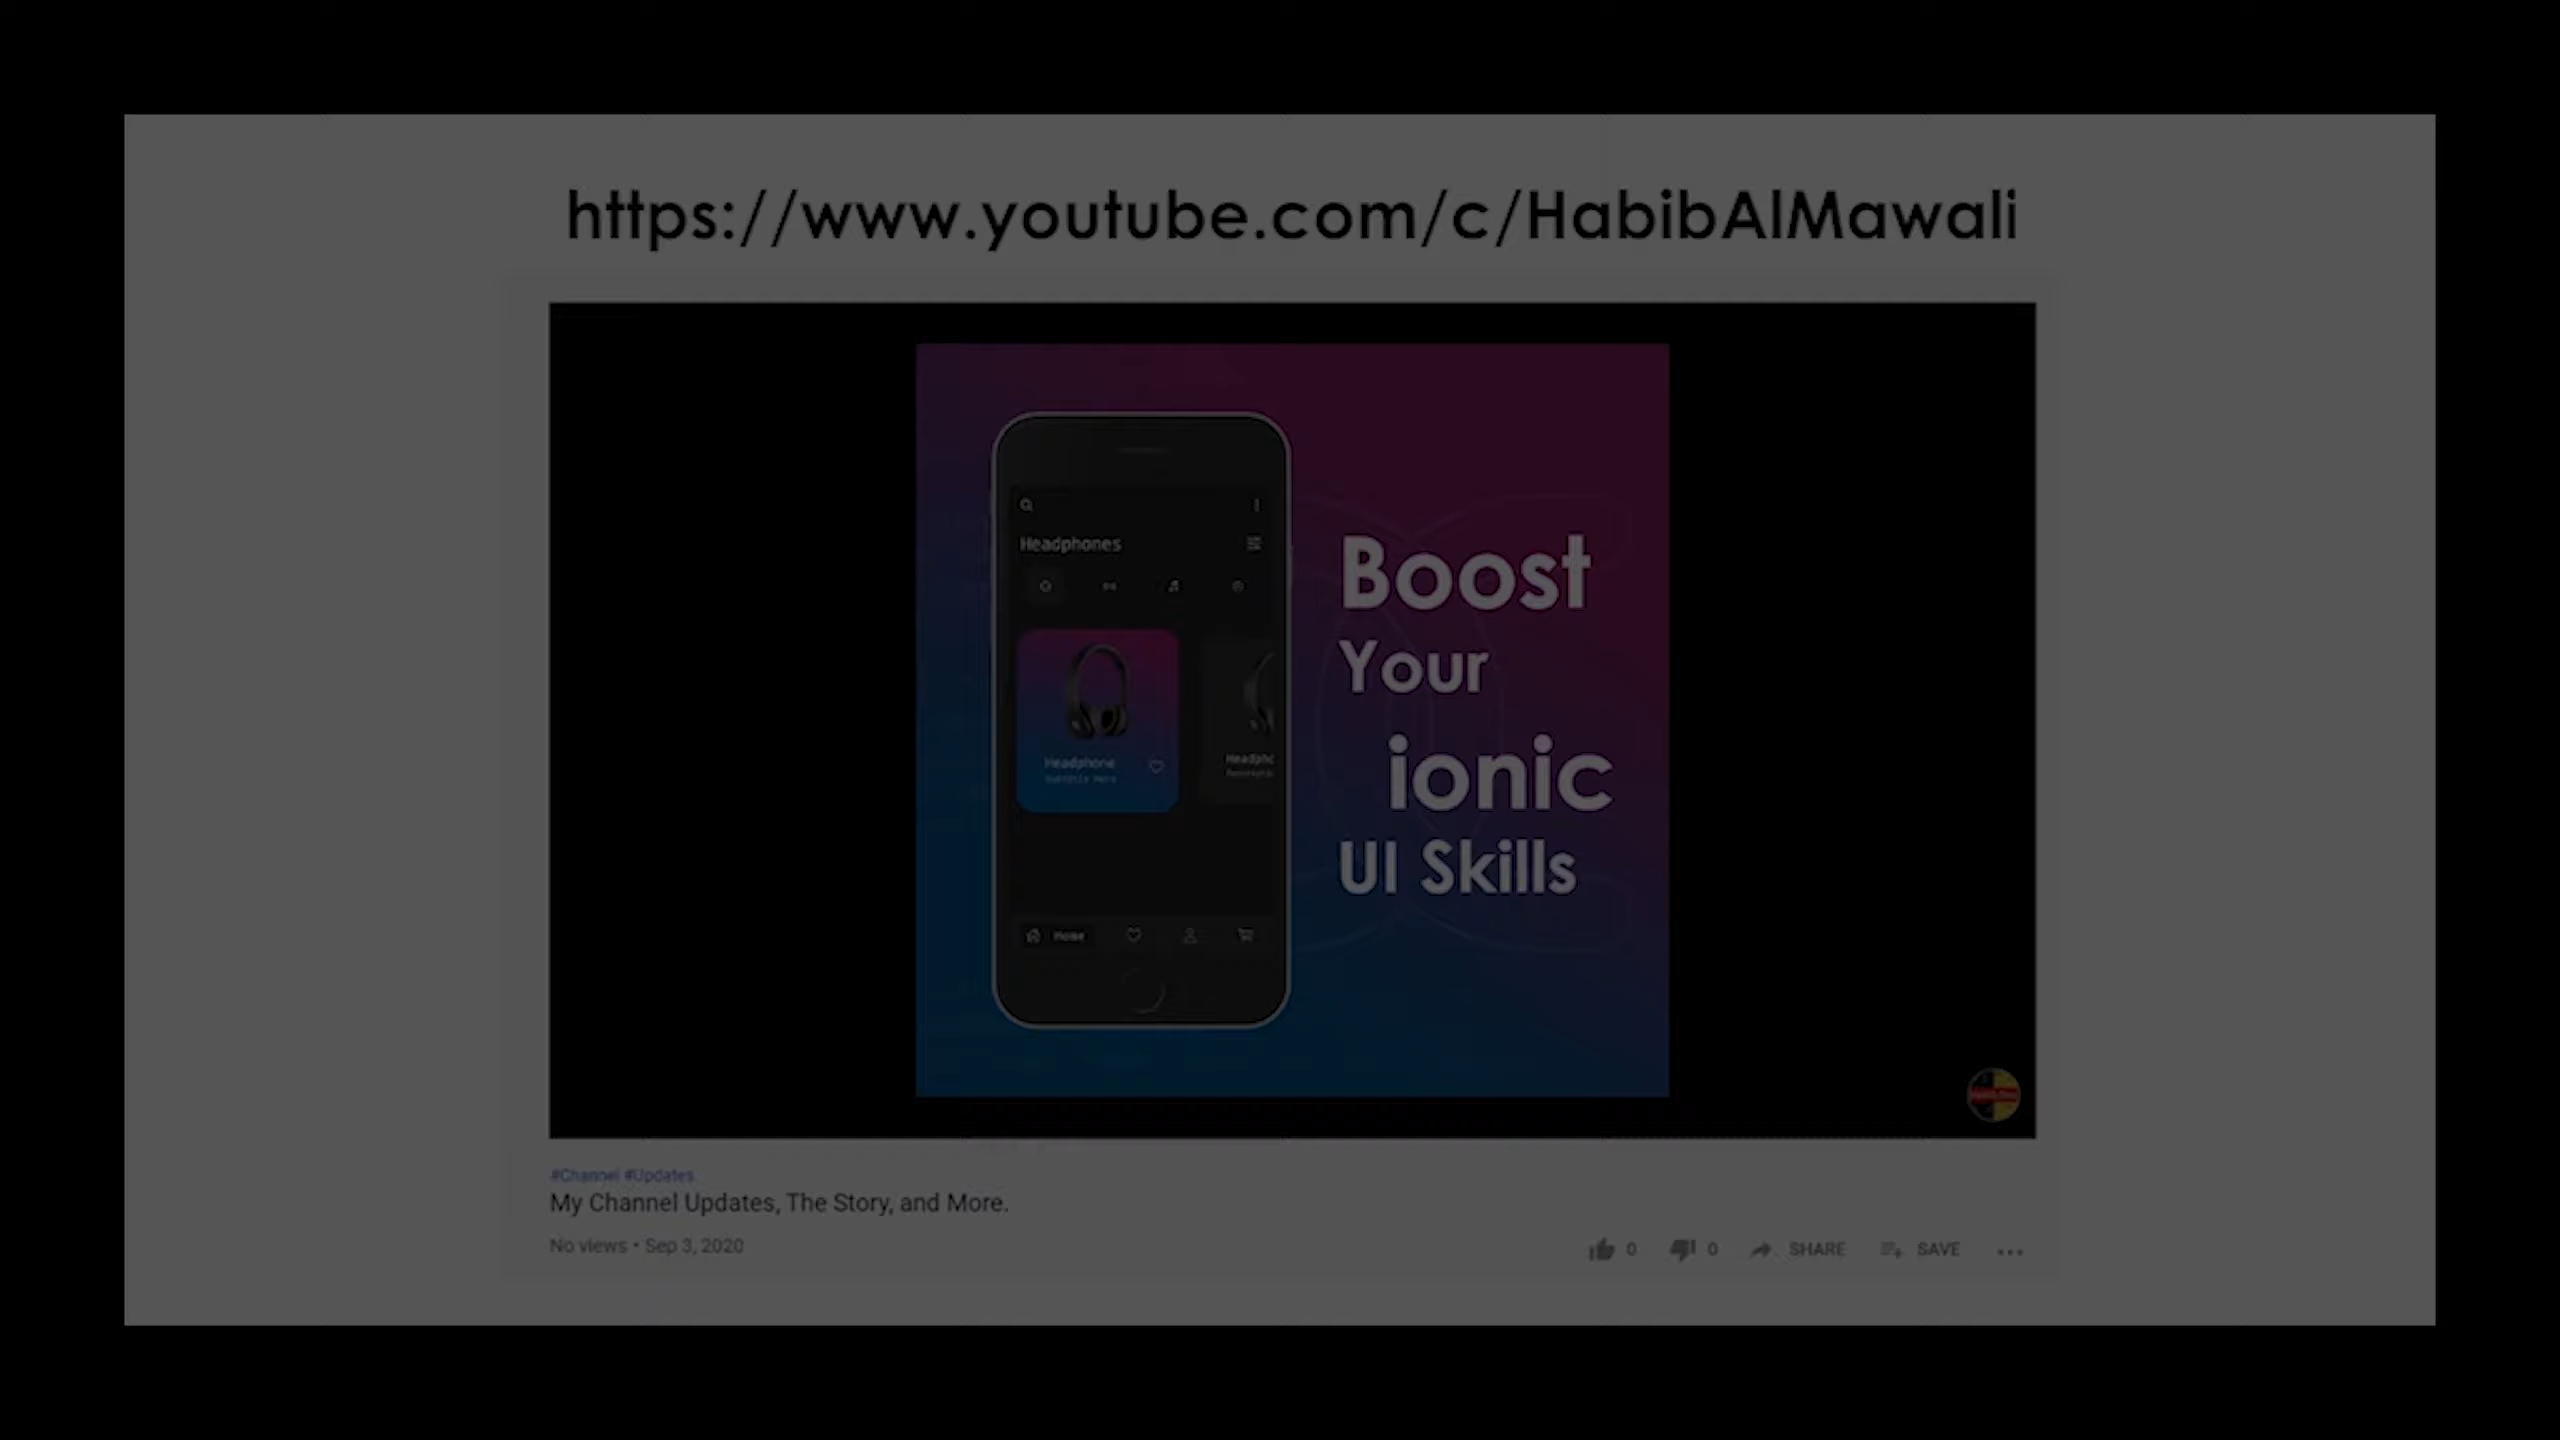 https://www.youtube.com/c/HabibAlMawali
Headphones
Headphone
Headpho
Home
Boost
Your
ionic
UI Skills
#Channel #Updates
My Channel Updates, The Story, and More.
No views • Sep 3, 2020
0
0
SHARE
SAVE